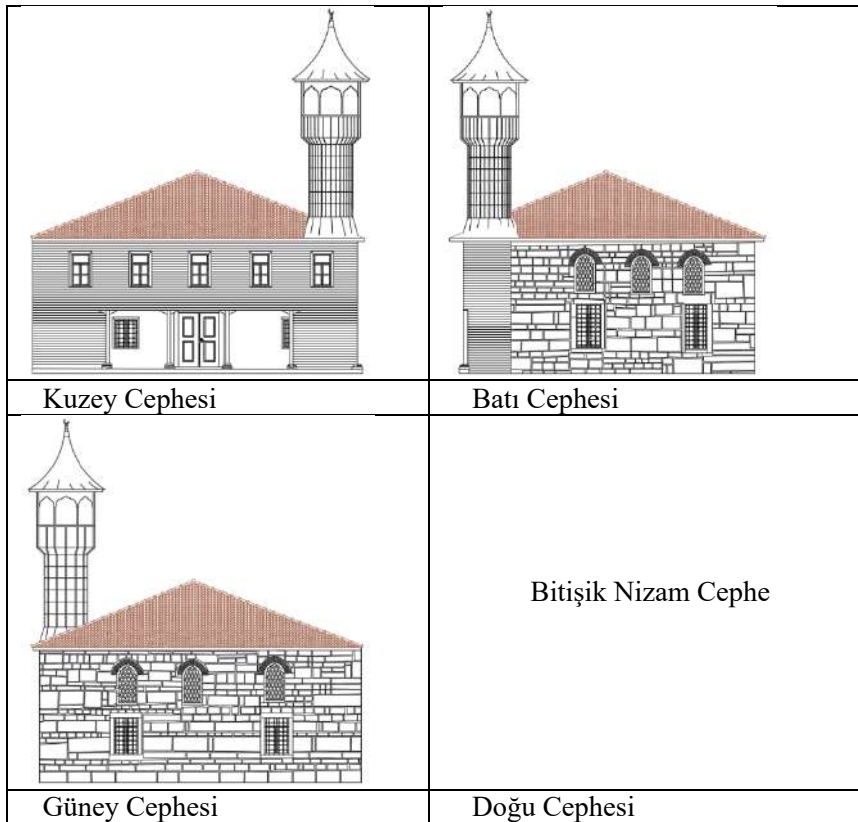 Kuzey Cephesi
Batı Cephesi
Bitişik Nizam Cephe
Güney Cephesi
Doğu Cephesi